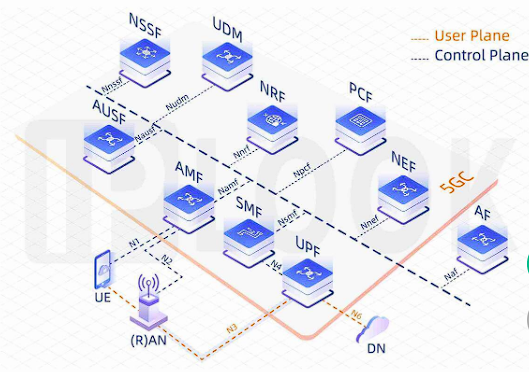 NSSF
UDM
User Plane
Control Plane
Nnssf
Nudm
NRF
PCF
AUSF
Nausf
Nnrf
Npcf
NEF
AMF
Namf
5GC
SMF
Nsmf
Nnef
AF
N1
N2
N4
UPF
Naf
UE
(R)AN
N3
N6
DN
IPLOOK